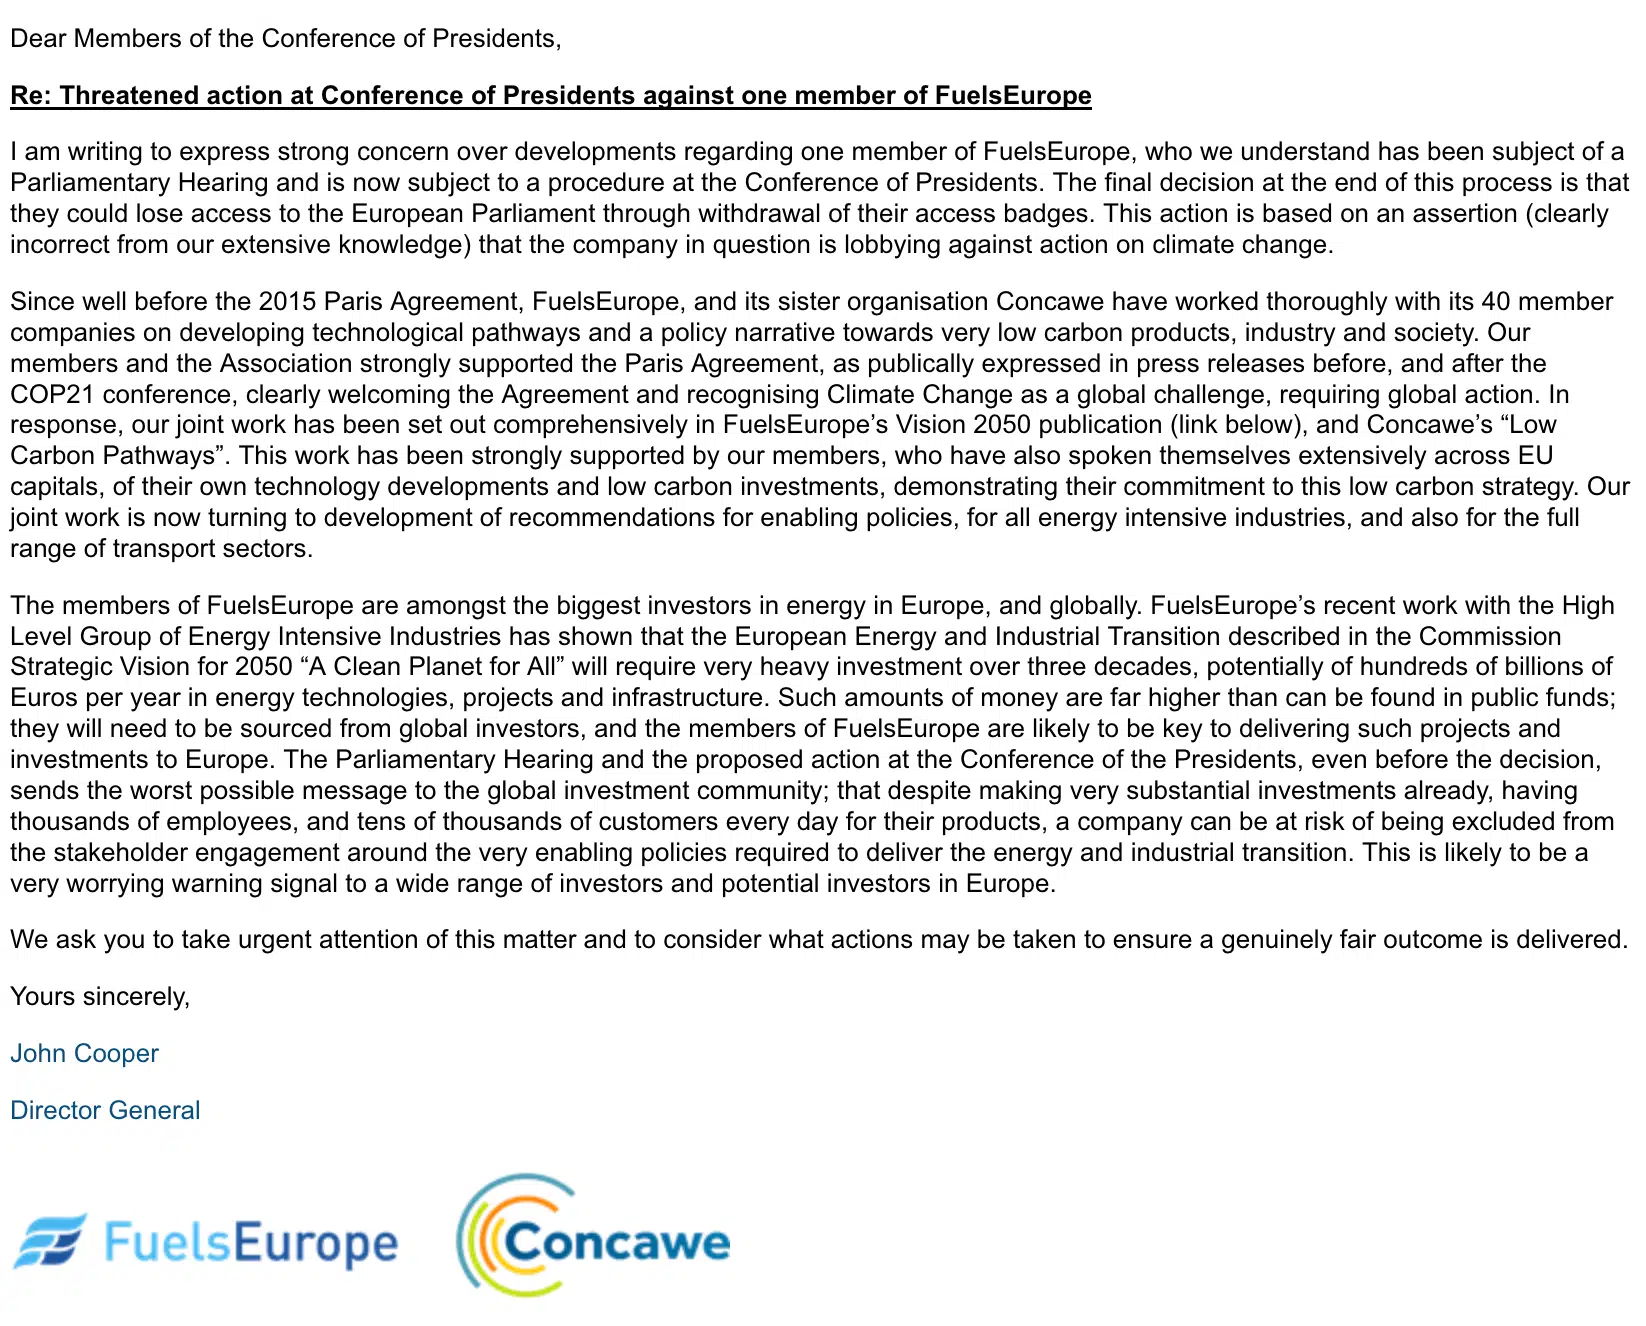 Dear Members of the Conference of Presidents,
Re: Threatened action at Conference of Presidents against one member of FuelsEurope
I am writing to express strong concern over developments regarding one member of FuelsEurope, who we understand has been subject of a
Parliamentary Hearing and is now subject to a procedure at the Conference of Presidents. The final decision at the end of this process is that
they could lose access to the European Parliament through withdrawal of their access badges. This action is based on an assertion (clearly
incorrect from our extensive knowledge) that the company in question is lobbying against action on climate change.
Since well before the 2015 Paris Agreement, FuelsEurope, and its sister organisation Concawe have worked thoroughly with its 40 member
companies on developing technological pathways and a policy narrative towards very low carbon products, industry and society. Our
members and the Association strongly supported the Paris Agreement, as publically expressed in press releases before, and after the
COP21 conference, clearly welcoming the Agreement and recognising Climate Change as a global challenge, requiring global action. In
response, our joint work has been set out comprehensively in FuelsEurope’s Vision 2050 publication (link below), and Concawe’s “Low
Carbon Pathways”. This work has been strongly supported by our members, who have also spoken themselves extensively across EU
capitals, of their own technology developments and low carbon investments, demonstrating their commitment to this low carbon strategy. Our
joint work is now turning to development of recommendations for enabling policies, for all energy intensive industries, and also for the full
range of transport sectors.
The members of FuelsEurope are amongst the biggest investors in energy in Europe, and globally. FuelsEurope’s recent work with the High
Level Group of Energy Intensive Industries has shown that the European Energy and Industrial Transition described in the Commission
Strategic Vision for 2050 “A Clean Planet for All” will require very heavy investment over three decades, potentially of hundreds of billions of
Euros per year in energy technologies, projects and infrastructure. Such amounts of money are far higher than can be found in public funds;
they will need to be sourced from global investors, and the members of FuelsEurope are likely to be key to delivering such projects and
investments to Europe. The Parliamentary Hearing and the proposed action at the Conference of the Presidents, even before the decision,
sends the worst possible message to the global investment community; that despite making very substantial investments already, having
thousands of employees, and tens of thousands of customers every day for their products, a company can be at risk of being excluded from
the stakeholder engagement around the very enabling policies required to deliver the energy and industrial transition. This is likely to be a
very worrying warning signal to a wide range of investors and potential investors in Europe.
We ask you to take urgent attention of this matter and to consider what actions may be taken to ensure a genuinely fair outcome is delivered.
Yours sincerely,
John Cooper
Director General
FuelsEurope Concawe